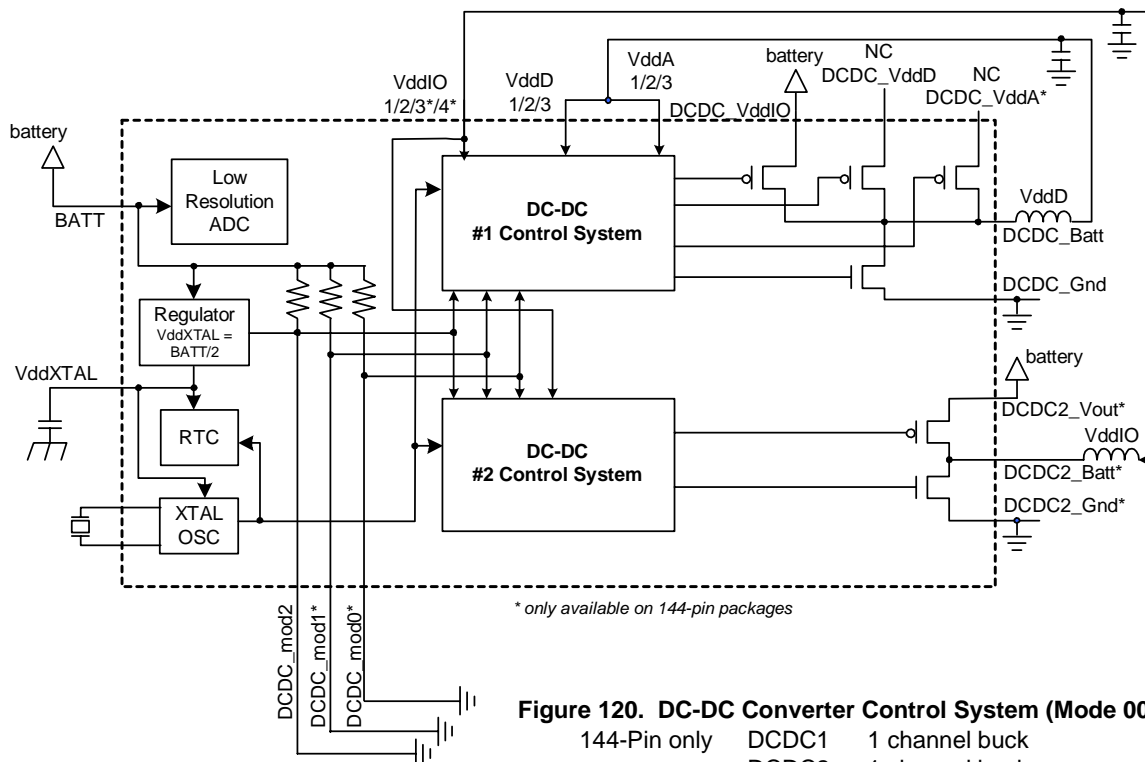 battery
NC
DCDC_VddD
NC
DCDC_VddA*
VddIO
1/2/3*/4*
VddD
1/2/3
VddA
1/2/3
DCDC_VddIO
battery
BATT
Low
Resolution
ADC
DC-DC
#1 Control System
VddD
DCDC_Batt
DCDC_Gnd
Regulator
VddXTAL =
BATT/2
VddXTAL
RTC
XTAL
OSC
DC-DC
#2 Control System
battery
DCDC2_Vout*
VddIO
DCDC2_Batt*
DCDC2_Gnd*
* only available on 144-pin packages
DCDC_mod2
DCDC_mod1*
DCDC_mod0*
Figure 120. DC-DC Converter Control System (Mode 00
144-Pin only DCDC1 1 channel buck